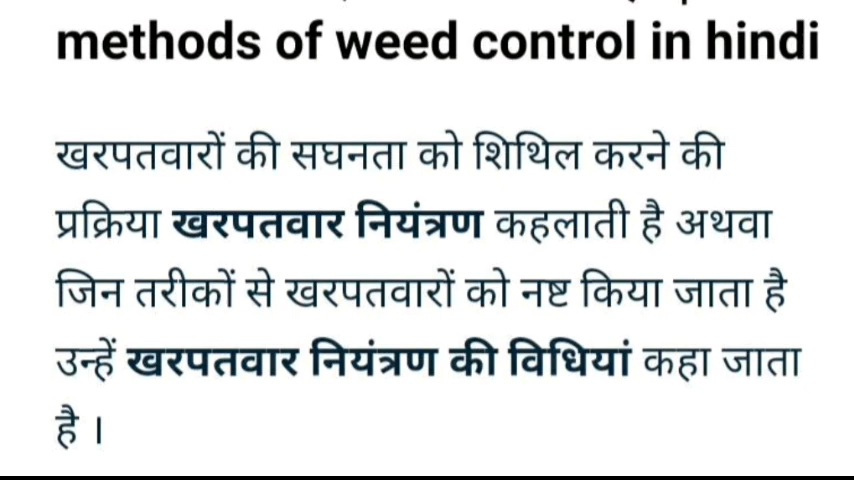 methods of weed control in hindi
खरपतवारों की सघनता को शिथिल करने की
प्रक्रिया खरपतवार नियंत्रण कहलाती है अथवा
जिन तरीकों से खरपतवारों को नष्ट किया जाता है
उन्हें खरपतवार नियंत्रण की विधियां कहा जाता
है ।